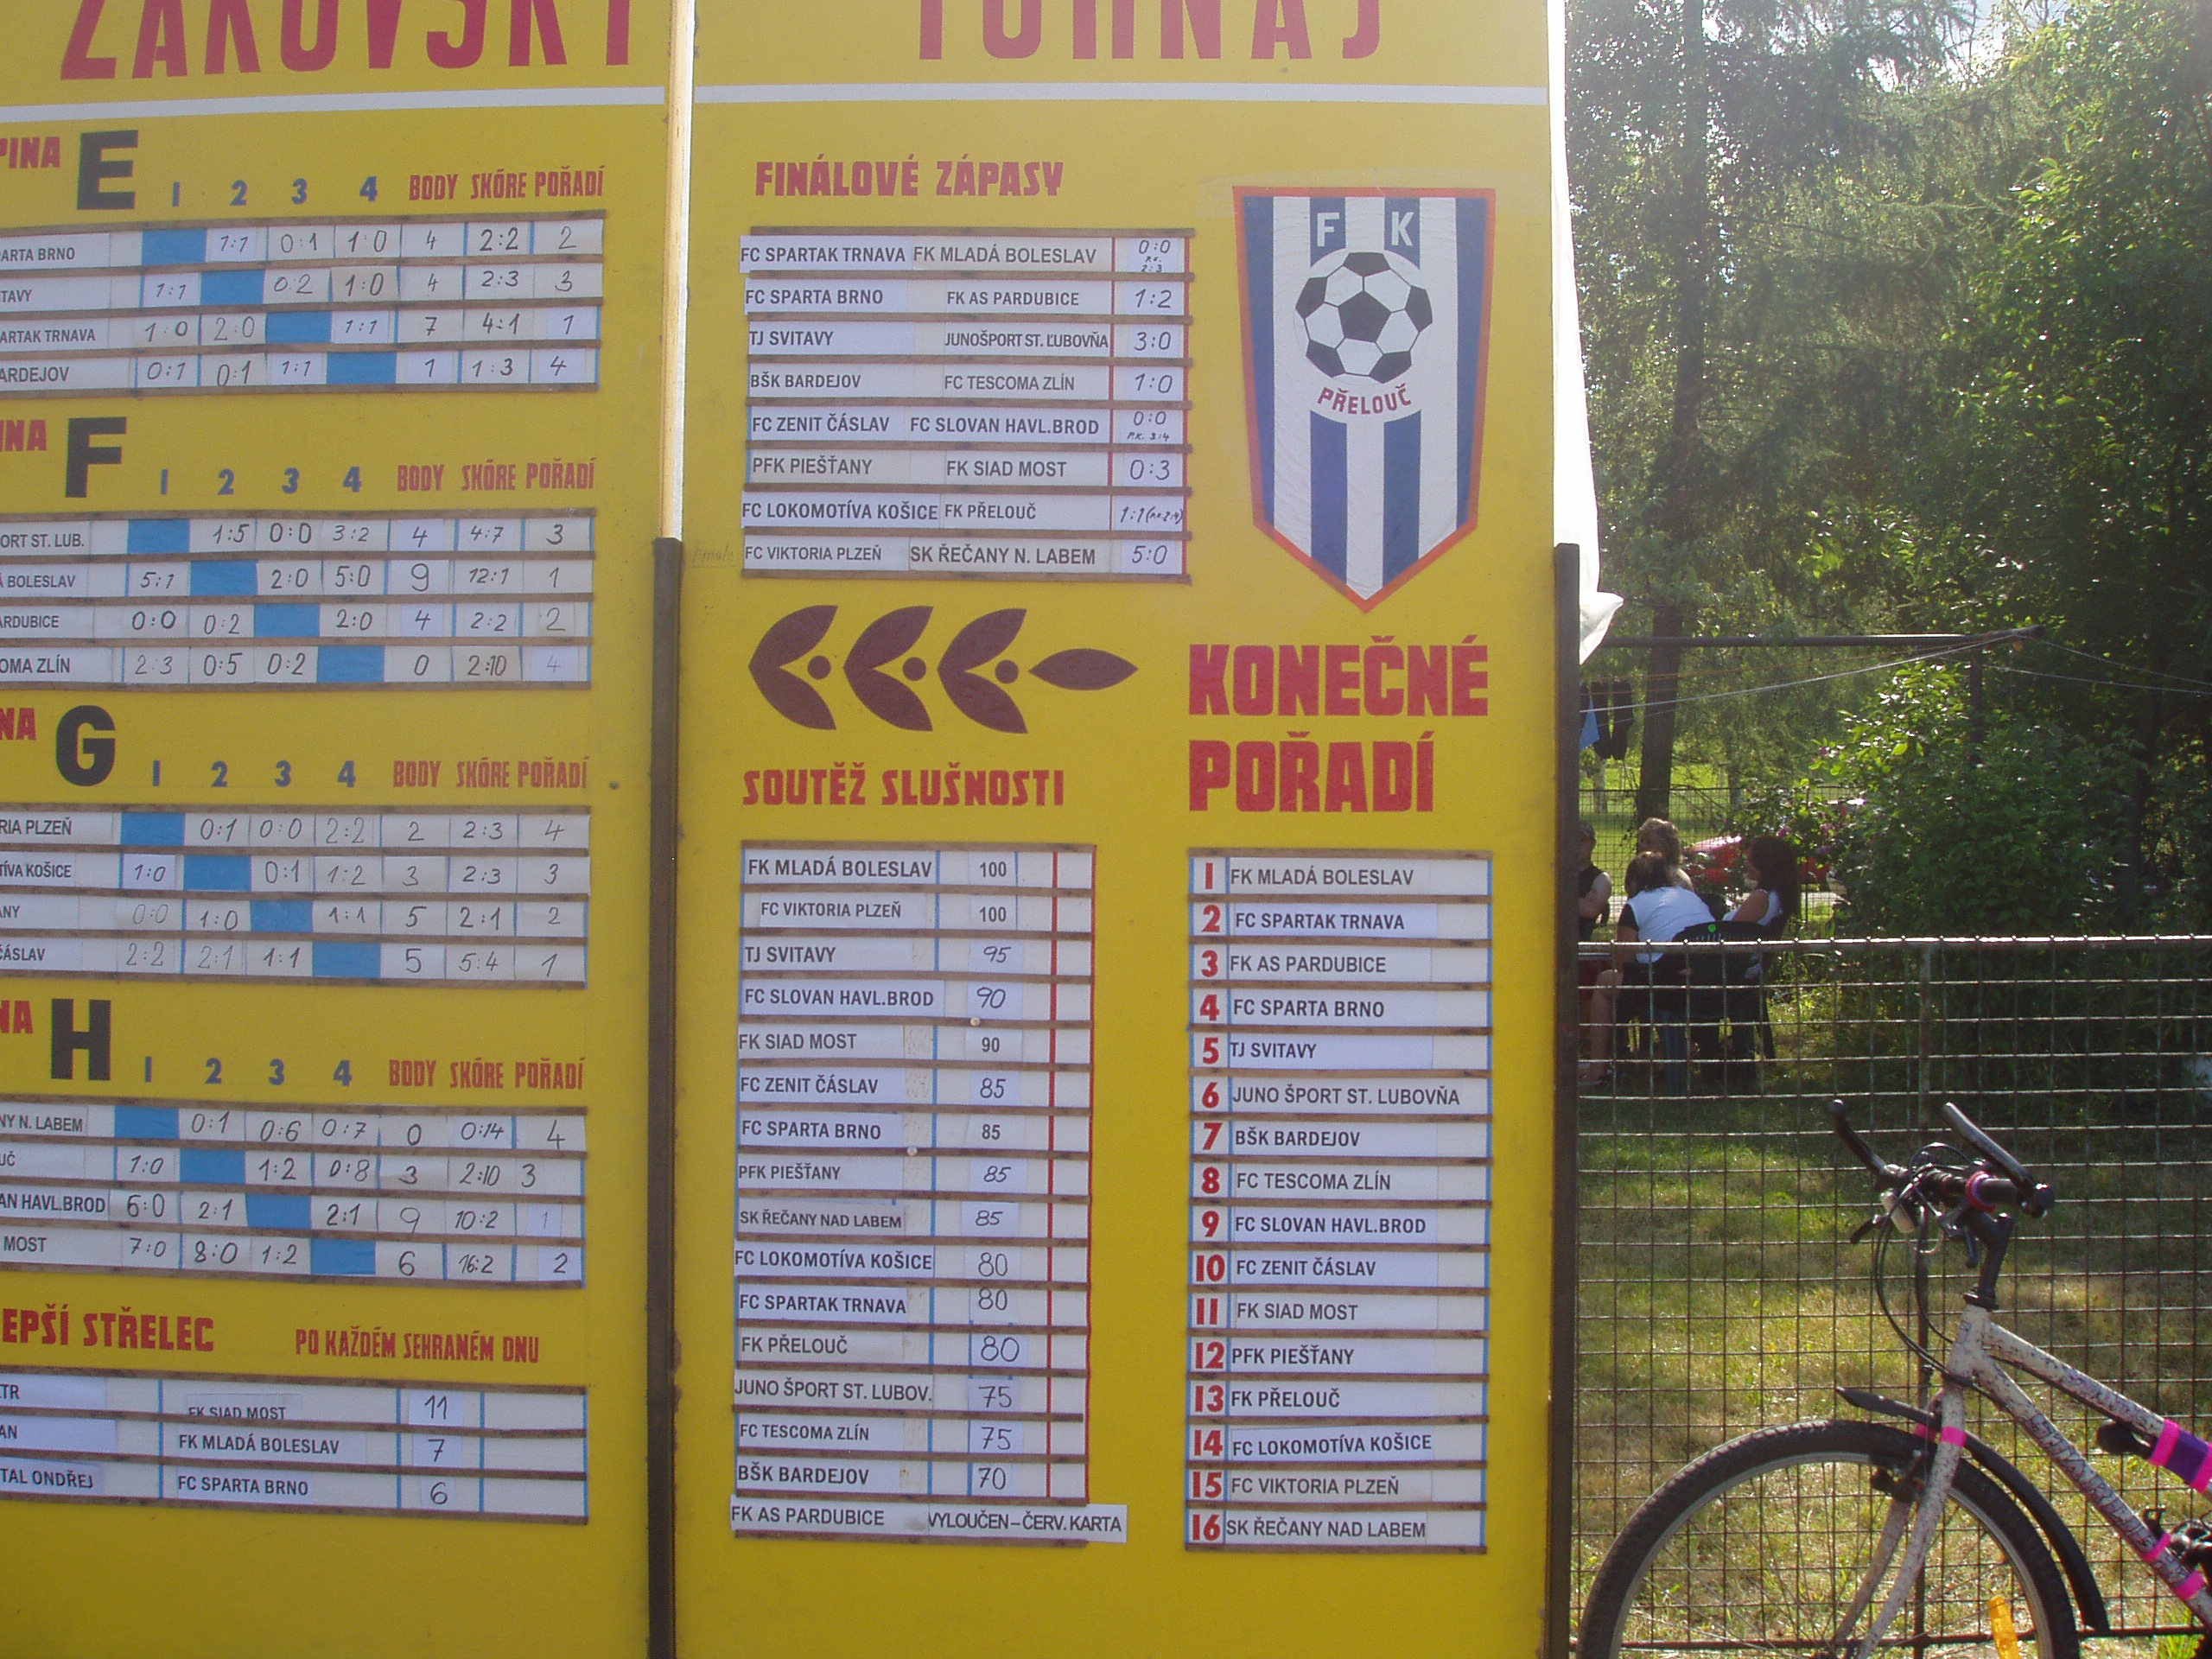 ŽÁKOVSKÝ TURNAJ
PINA E 1 2 3 4 BODY SKÓRE POŘADÍ
ARTA BRNO 1:1 0:1 1:0 4 2:2 2
TAVY 1:1 0:2 1:0 4 2:3 3
ARTAK TRNAVA 1:0 2:0 1:1 7 4:1 1
ARDEJOV 0:1 0:1 1:1 1 1:3 4
INA F 1 2 3 4 BODY SKÓRE POŘADÍ
ORT ST. LUB. 1:5 0:0 3:2 4 4:7 3
Á BOLESLAV 5:1 2:0 5:0 9 12:1 1
ARDUBICE 0:0 0:2 2:0 4 2:2 2
OMA ZLÍN 2:3 0:5 0:2 0 2:10 4
NA G 1 2 3 4 BODY SKÓRE POŘADÍ
RIA PLZEŇ 0:1 0:0 2:2 2 2:3 4
TÍVA KOŠICE 1:0 0:1 1:2 3 2:3 3
ANY 0:0 1:0 1:1 5 2:1 2
ČÁSLAV 2:2 2:1 1:1 5 5:4 1
NA H 1 2 3 4 BODY SKÓRE POŘADÍ
NY N. LABEM 0:1 0:6 0:7 0 0:14 4
UČ 1:0 1:2 0:8 3 2:10 3
AN HAVL.BROD 6:0 2:1 2:1 9 10:2 1
MOST 7:0 8:0 1:2 6 16:2 2
EPŠÍ STŘELEC PO KAŽDÉM SEHRANÉM DNU
TR FK SIAD MOST 11
AN FK MLADÁ BOLESLAV 7
TAL ONDŘEJ FC SPARTA BRNO 6
FINÁLOVÉ ZÁPASY
FC SPARTAK TRNAVA FK MLADÁ BOLESLAV 0:0 P.K. 2:3
FC SPARTA BRNO FK AS PARDUBICE 1:2
TJ SVITAVY JUNOŠPORT ST. ĽUBOVŇA 3:0
BŠK BARDEJOV FC TESCOMA ZLÍN 1:0
FC ZENIT ČÁSLAV FC SLOVAN HAVL.BROD 0:0 P.K. 3:4
PFK PIEŠŤANY FK SIAD MOST 0:3
FC LOKOMOTÍVA KOŠICE FK PŘELOUČ 1:1
FC VIKTORIA PLZEŇ SK ŘEČANY N. LABEM 5:0
FK
PŘELOUČ
SOUTĚŽ SLUŠNOSTI
FK MLADÁ BOLESLAV 100
FC VIKTORIA PLZEŇ 100
TJ SVITAVY 95
FC SLOVAN HAVL.BROD 90
FK SIAD MOST 90
FC ZENIT ČÁSLAV 85
FC SPARTA BRNO 85
PFK PIEŠŤANY 85
SK ŘEČANY NAD LABEM 85
FC LOKOMOTÍVA KOŠICE 80
FC SPARTAK TRNAVA 80
FK PŘELOUČ 80
JUNO ŠPORT ST. LUBOV. 75
FC TESCOMA ZLÍN 75
BŠK BARDEJOV 70
FK AS PARDUBICE VYLOUČEN – ČERV. KARTA
KONEČNÉ
POŘADÍ
1 FK MLADÁ BOLESLAV
2 FC SPARTAK TRNAVA
3 FK AS PARDUBICE
4 FC SPARTA BRNO
5 TJ SVITAVY
6 JUNO ŠPORT ST. LUBOVŇA
7 BŠK BARDEJOV
8 FC TESCOMA ZLÍN
9 FC SLOVAN HAVL.BROD
10 FC ZENIT ČÁSLAV
11 FK SIAD MOST
12 PFK PIEŠŤANY
13 FK PŘELOUČ
14 FC LOKOMOTÍVA KOŠICE
15 FC VIKTORIA PLZEŇ
16 SK ŘEČANY NAD LABEM